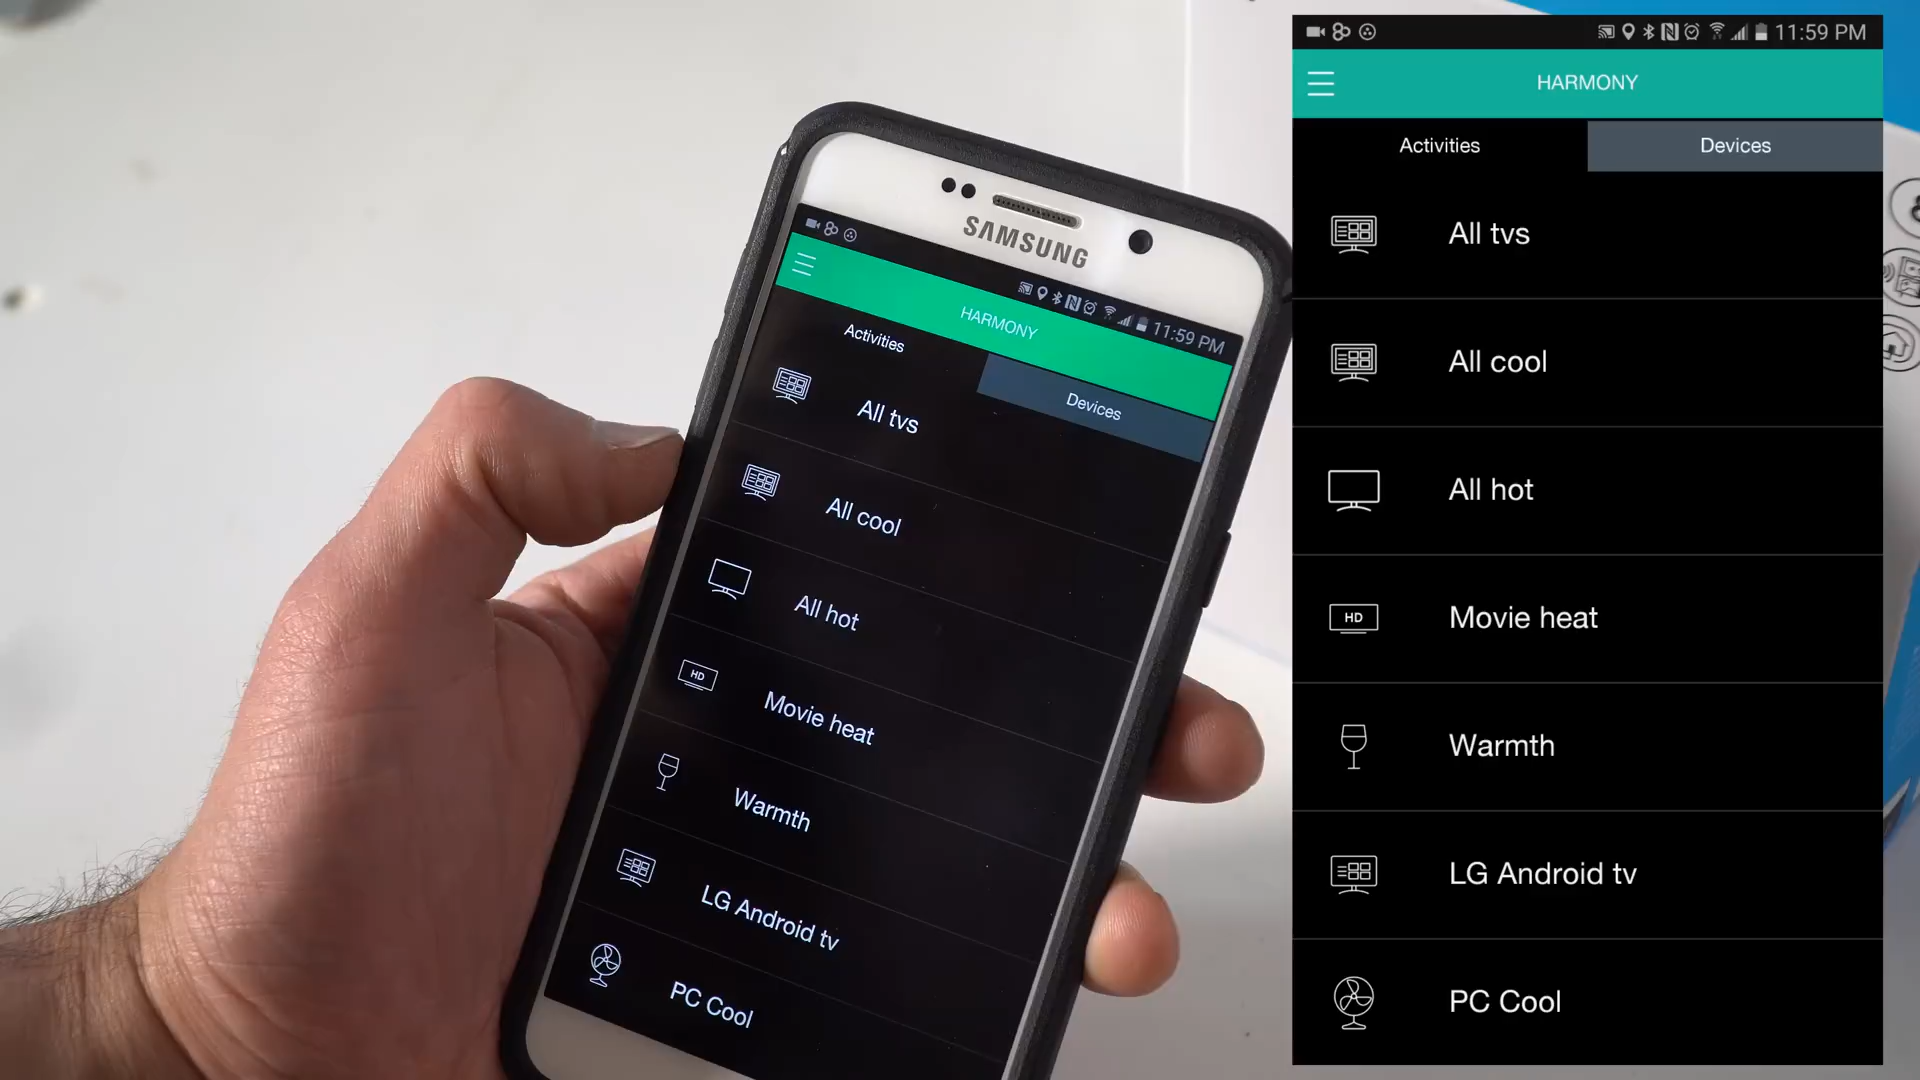 SAMSUNG
11:59 PM
HARMONY
Activities
Devices
All tvs
All cool
All hot
HD
Movie heat
Warmth
LG Android tv
PC Cool
11:59 PM
HARMONY
Activities
Devices
All tvs
All cool
All hot
HD
Movie heat
Warmth
LG Android tv
PC Cool